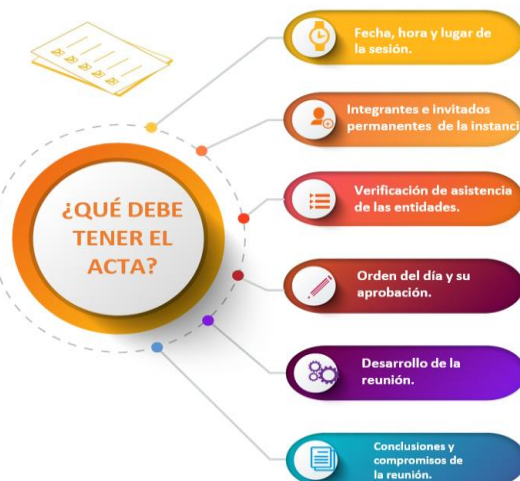 ¿QUÉ DEBE
TENER EL
ACTA?
Fecha, hora y lugar de
la sesión.
Integrantes e invitados
permanentes de la instanci
Verificación de asistencia
de las entidades.
Orden del día y su
aprobación.
Desarrollo de la
reunión.
Conclusiones y
compromisos de
la reunión.